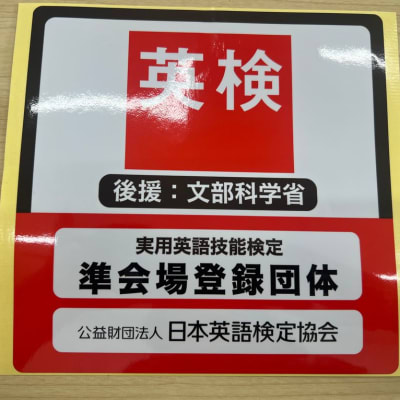 英検
後援：文部科学省
実用英語技能検定
準会場登録団体
公益財団法人 日本英語検定協会